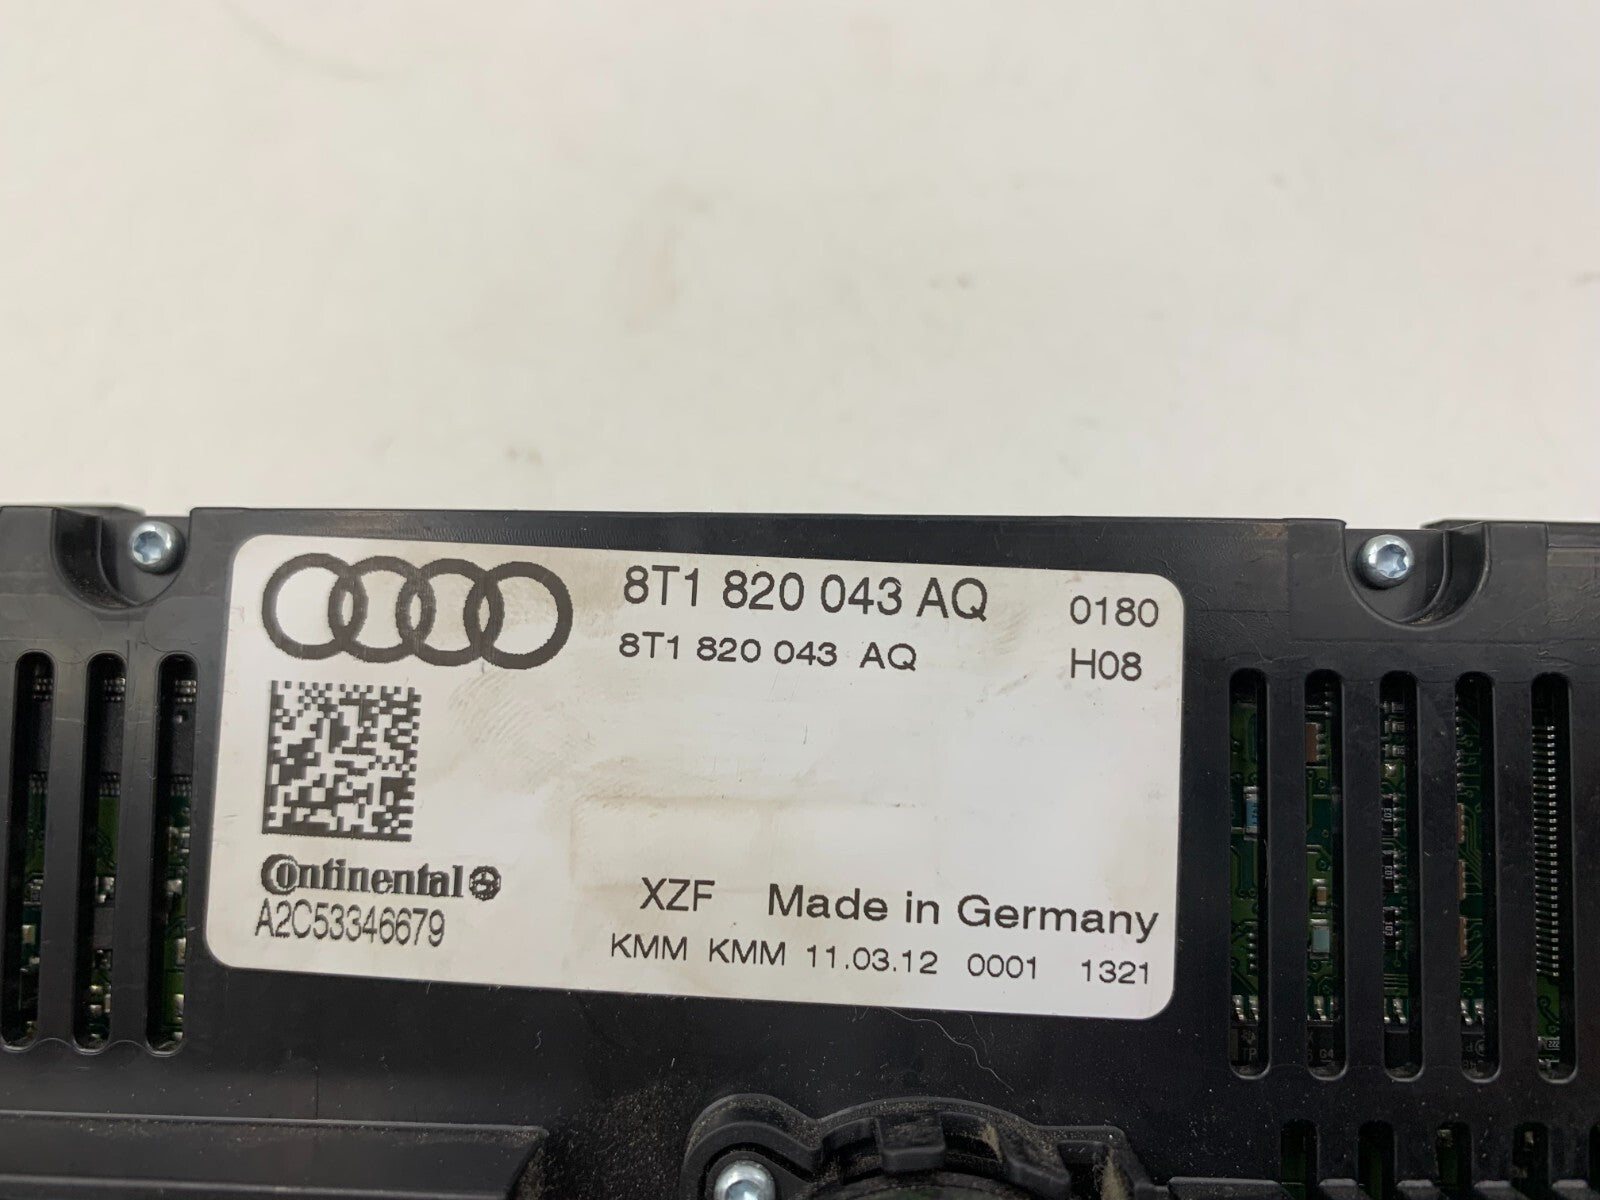 8T1 820 043 AQ 0180
8T1 820 043 AQ H08
Continental
A2C53346679
XZF Made in Germany
KMM KMM 11.03.12 0001 1321